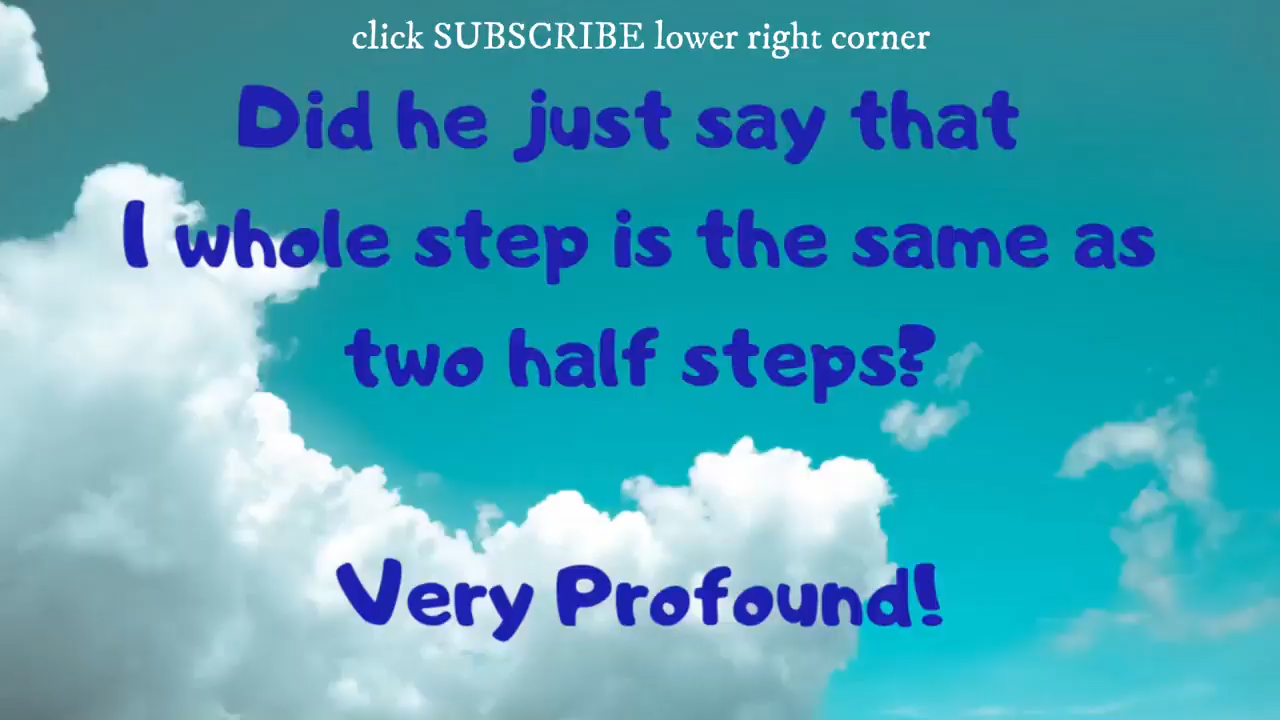 click SUBSCRIBE lower right corner
Did he just say that
I whole step is the same as
two half steps?
Very Profound!